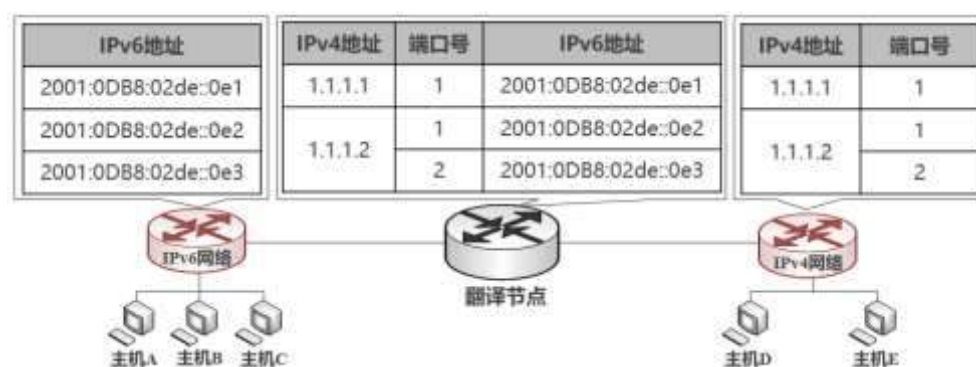 IPv6地址
2001:0DB8:02de::0e1
2001:0DB8:02de::0e2
2001:0DB8:02de::0e3
IPv4地址 端口号 IPv6地址
1.1.1.1 1 2001:0DB8:02de::0e1
1.1.1.2 1 2001:0DB8:02de::0e2
2 2001:0DB8:02de::0e3
IPv4地址 端口号
1.1.1.1 1
1.1.1.2 1
2
IPv6网络
翻译节点
IPv4网络
主机A 主机B 主机C
主机D 主机E